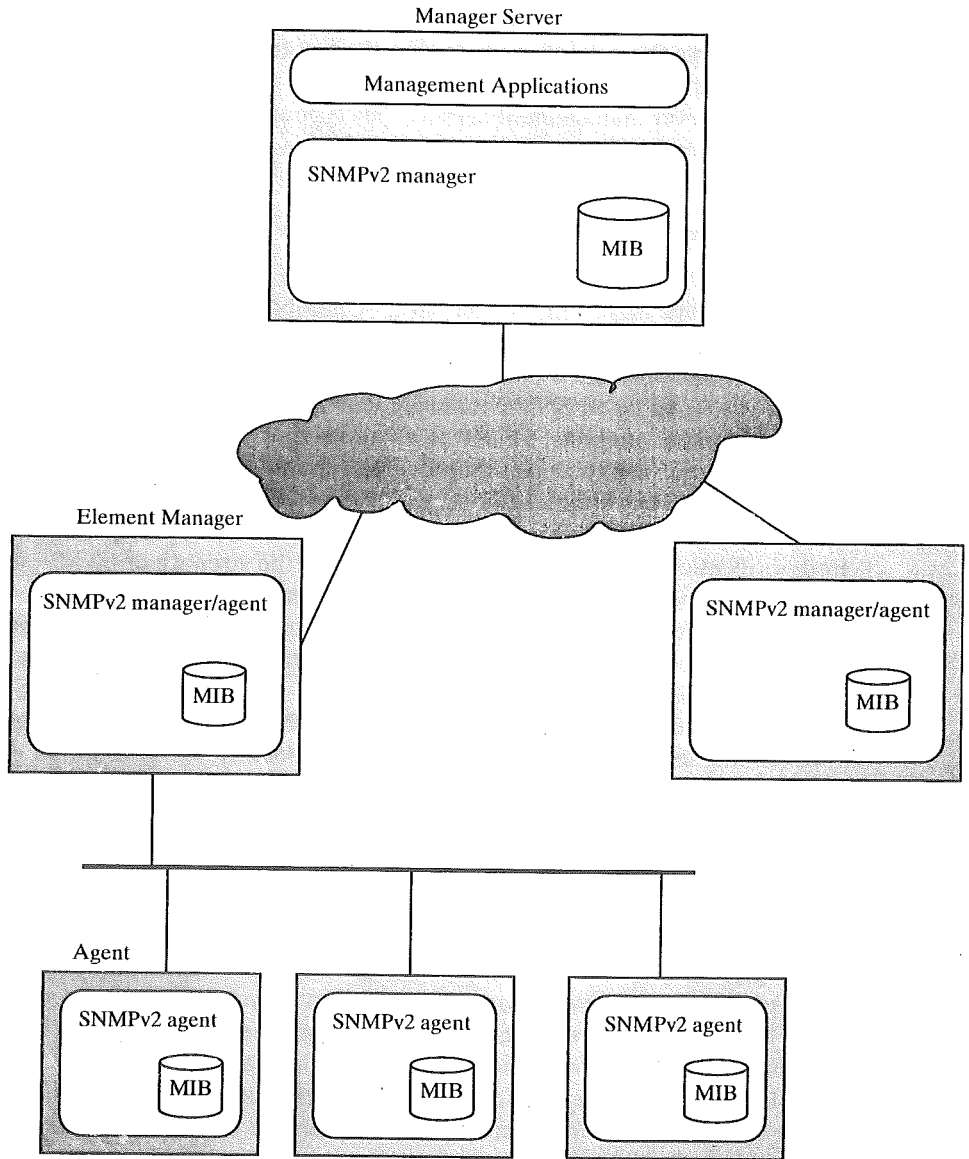 Manager Server
Management Applications
SNMPv2 manager
MIB
Element Manager
SNMPv2 manager/agent
MIB
SNMPv2 manager/agent
MIB
Agent
SNMPv2 agent
MIB
SNMPv2 agent
MIB
SNMPv2 agent
MIB